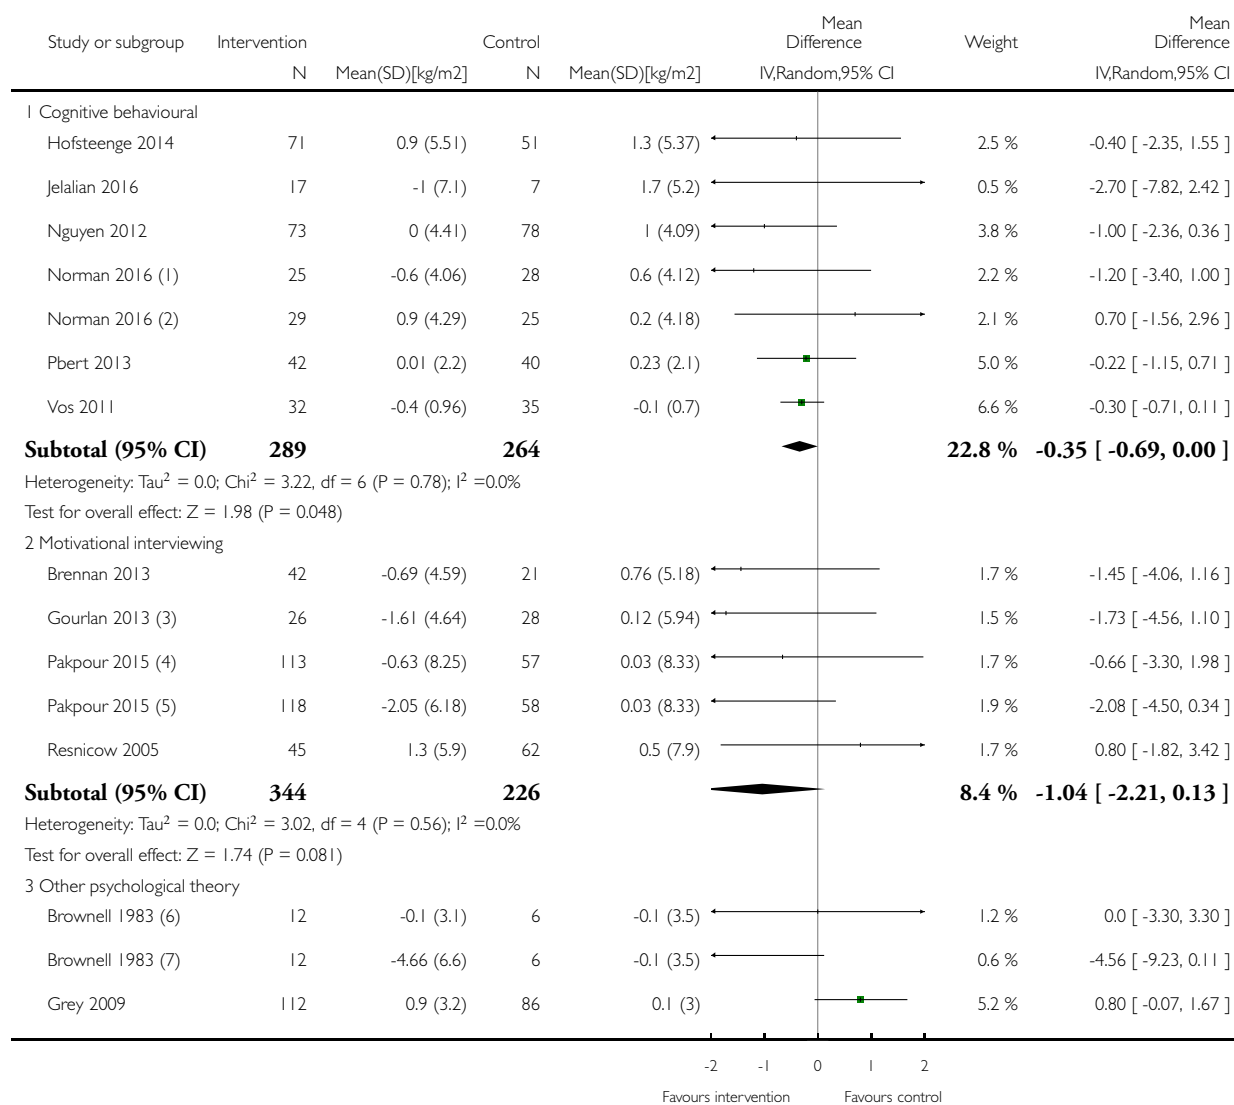 Mean Mean
Study or subgroup Intervention Control Difference Weight Difference
N Mean(SD)[kg/m2] N Mean(SD)[kg/m2] IV,Random,95% CI IV,Random,95% CI
1 Cognitive behavioural
Hofsteenge 2014 71 0.9 (5.51) 51 1.3 (5.37) 2.5 % -0.40 [ -2.35, 1.55 ]
Jelalian 2016 17 -1 (7.1) 7 1.7 (5.2) 0.5 % -2.70 [ -7.82, 2.42 ]
Nguyen 2012 73 0 (4.41) 78 1 (4.09) 3.8 % -1.00 [ -2.36, 0.36 ]
Norman 2016 (1) 25 -0.6 (4.06) 28 0.6 (4.12) 2.2 % -1.20 [ -3.40, 1.00 ]
Norman 2016 (2) 29 0.9 (4.29) 25 0.2 (4.18) 2.1 % 0.70 [ -1.56, 2.96 ]
Pbert 2013 42 0.01 (2.2) 40 0.23 (2.1) 5.0 % -0.22 [ -1.15, 0.71 ]
Vos 2011 32 -0.4 (0.96) 35 -0.1 (0.7) 6.6 % -0.30 [ -0.71, 0.11 ]
Subtotal (95% CI) 289 264 22.8 % -0.35 [ -0.69, 0.00 ]
Heterogeneity: Tau² = 0.0; Chi² = 3.22, df = 6 (P = 0.78); I² =0.0%
Test for overall effect: Z = 1.98 (P = 0.048)
2 Motivational interviewing
Brennan 2013 42 -0.69 (4.59) 21 0.76 (5.18) 1.7 % -1.45 [ -4.06, 1.16 ]
Gourlan 2013 (3) 26 -1.61 (4.64) 28 0.12 (5.94) 1.5 % -1.73 [ -4.56, 1.10 ]
Pakpour 2015 (4) 113 -0.63 (8.25) 57 0.03 (8.33) 1.7 % -0.66 [ -3.30, 1.98 ]
Pakpour 2015 (5) 118 -2.05 (6.18) 58 0.03 (8.33) 1.9 % -2.08 [ -4.50, 0.34 ]
Resnicow 2005 45 1.3 (5.9) 62 0.5 (7.9) 1.7 % 0.80 [ -1.82, 3.42 ]
Subtotal (95% CI) 344 226 8.4 % -1.04 [ -2.21, 0.13 ]
Heterogeneity: Tau² = 0.0; Chi² = 3.02, df = 4 (P = 0.56); I² =0.0%
Test for overall effect: Z = 1.74 (P = 0.081)
3 Other psychological theory
Brownell 1983 (6) 12 -0.1 (3.1) 6 -0.1 (3.5) 1.2 % 0.0 [ -3.30, 3.30 ]
Brownell 1983 (7) 12 -4.66 (6.6) 6 -0.1 (3.5) 0.6 % -4.56 [ -9.23, 0.11 ]
Grey 2009 112 0.9 (3.2) 86 0.1 (3) 5.2 % 0.80 [ -0.07, 1.67 ]
-2 -1 0 1 2
Favours intervention Favours control